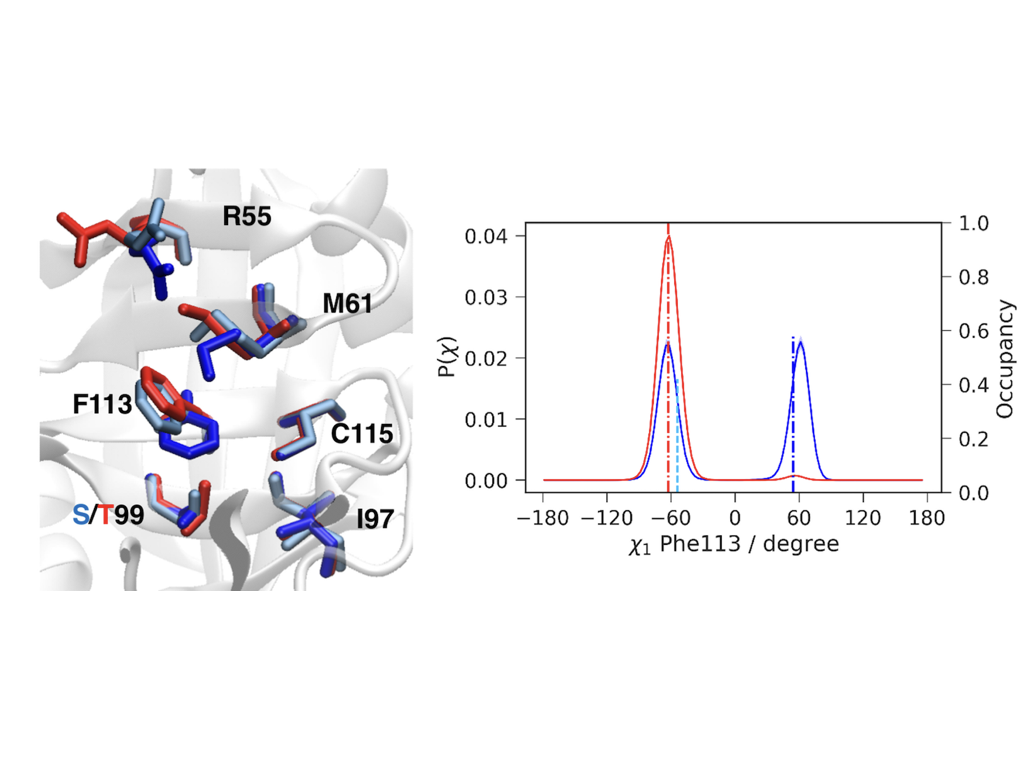 R55
M61
F113
C115
S/T99
I97
0.04
0.03
0.02
0.01
0.00
P(χ)
1.0
0.8
0.6
0.4
0.2
0.0
Occupancy
−180 −120 −60 0 60 120 180
χ₁ Phe113 / degree